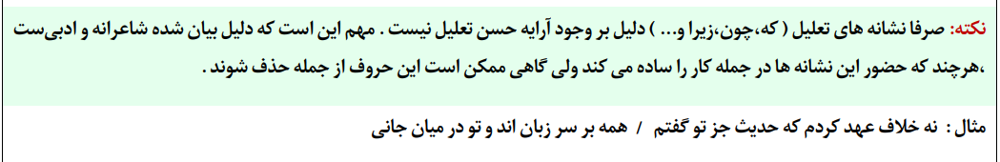 نکته: صرفا نشانه های تعلیل ( که،چون،زیرا و... ) دلیل بر وجود آرایه حسن تعلیل نیست . مهم این است که دلیل بیان شده شاعرانه و ادبی‌ست
،هرچند که حضور این نشانه ها در جمله کار را ساده می کند ولی گاهی ممکن است این حروف از جمله حذف شوند .
مثال : نه خلاف عهد کردم که حدیث جز تو گفتم / همه بر سر زبان اند و تو در میان جانی